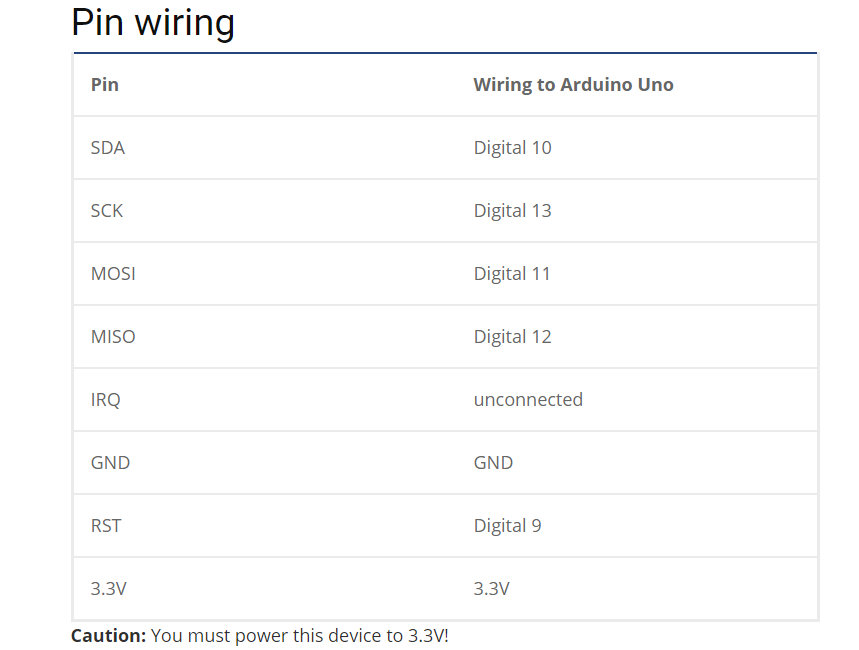 Pin wiring
Pin Wiring to Arduino Uno
SDA Digital 10
SCK Digital 13
MOSI Digital 11
MISO Digital 12
IRQ unconnected
GND GND
RST Digital 9
3.3V 3.3V
Caution: You must power this device to 3.3V!